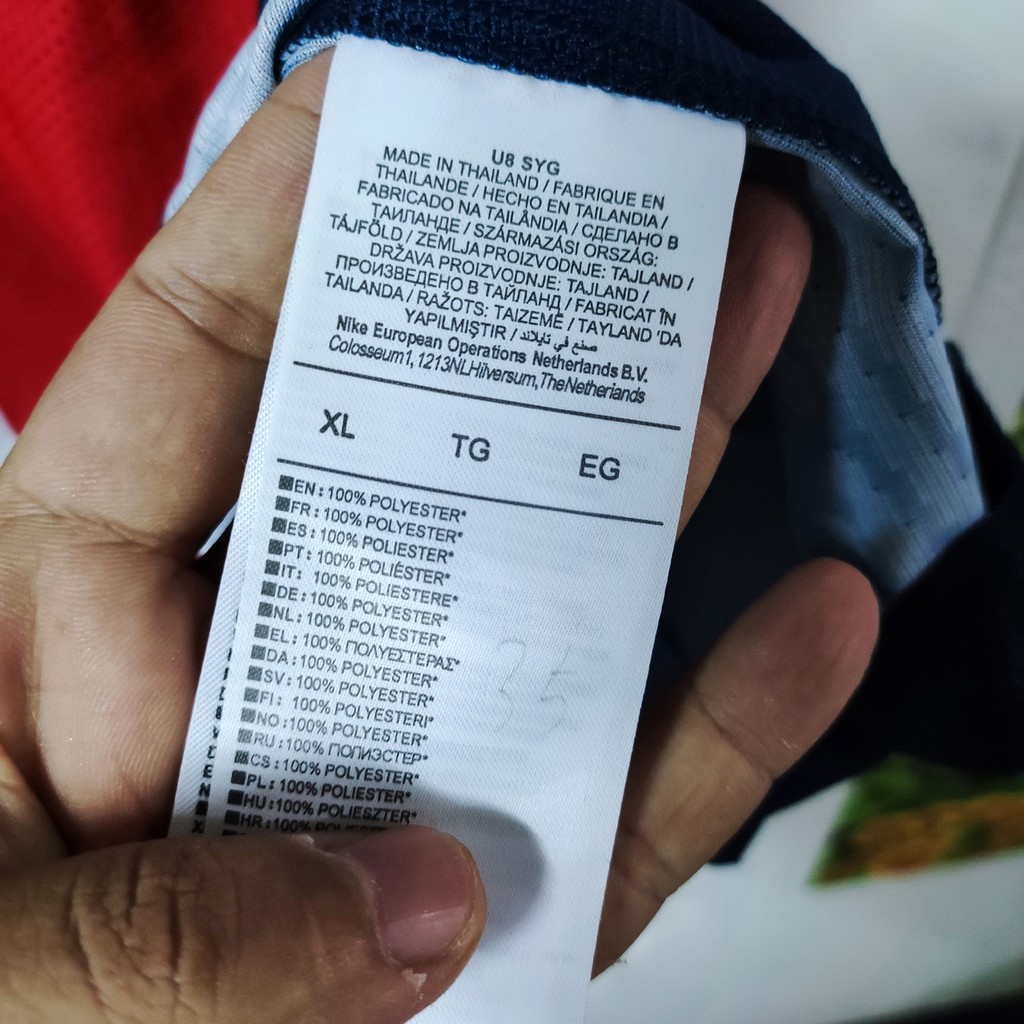 U8 SYG
MADE IN THAILAND / FABRIQUE EN
THAILANDE / HECHO EN TAILANDIA /
FABRICADO NA TAILÂNDIA / СДЕЛАНО В
ТАИЛАНДЕ / SZÁRMAZÁSI ORSZÁG:
TÁJFÖLD / ZEMLJA PROIZVODNJE: TAJLAND /
DRŽAVA PROIZVODNJE: TAJLAND /
ПРОИЗВЕДЕНО В ТАЙЛАНД / FABRICAT ÎN
TAILANDA / RAŽOTS: TAIZEMĒ / TAYLAND 'DA
YAPILMIŞTIR / صنع في تايلاند
Nike European Operations Netherlands B.V.
Colosseum1, 1213NLHilversum, TheNetherlands
XL TG EG
EN : 100% POLYESTER*
FR : 100% POLYESTER*
ES : 100% POLIESTER*
PT : 100% POLIÉSTER*
IT : 100% POLIESTERE*
DE : 100% POLYESTER*
NL : 100% POLYESTER*
EL : 100% ΠΟΛΥΕΣΤΕΡΑΣ*
DA : 100% POLYESTER*
SV : 100% POLYESTER*
FI : 100% POLYESTERI*
NO : 100% POLYESTER*
RU : 100% ПОЛИЭСТЕР*
CS : 100% POLYESTER*
PL : 100% POLIESTER*
HU : 100% POLIESZTER*
HR : 100%
35